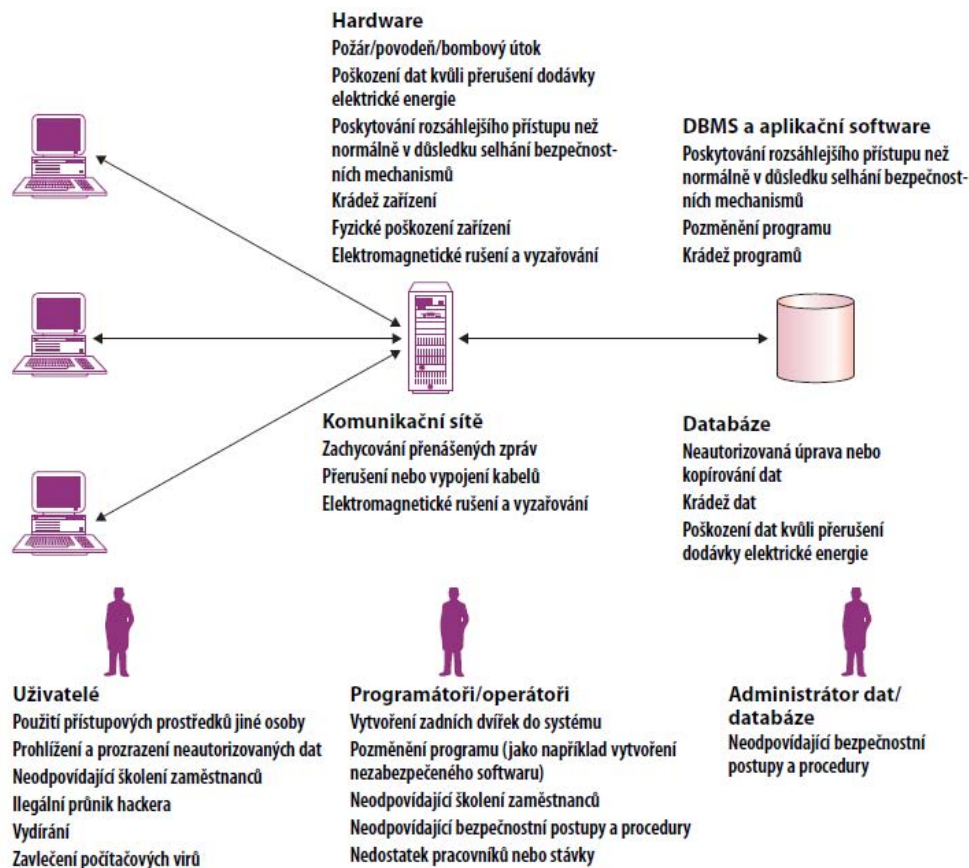 Hardware
Požár/povodeň/bombový útok
Poškození dat kvůli přerušení dodávky
elektrické energie
Poskytování rozsáhlejšího přístupu než
normálně v důsledku selhání bezpečnost-
ních mechanismů
Krádež zařízení
Fyzické poškození zařízení
Elektromagnetické rušení a vyzařování
DBMS a aplikační software
Poskytování rozsáhlejšího přístupu než
normálně v důsledku selhání bezpečnost-
ních mechanismů
Pozměnění programu
Krádež programů
Komunikační sítě
Zachycování přenášených zpráv
Přerušení nebo vypojení kabelů
Elektromagnetické rušení a vyzařování
Databáze
Neautorizovaná úprava nebo
kopírování dat
Krádež dat
Poškození dat kvůli přerušení
dodávky elektrické energie
Uživatelé
Použití přístupových prostředků jiné osoby
Prohlížení a prozrazení neautorizovaných dat
Neodpovídající školení zaměstnanců
Ilegální průnik hackera
Vydírání
Zavlečení počítačových virů
Programátoři/operátoři
Vytvoření zadních dvířek do systému
Pozměnění programu (jako například vytvoření
nezabezpečeného softwaru)
Neodpovídající školení zaměstnanců
Neodpovídající bezpečnostní postupy a procedury
Nedostatek pracovníků nebo stávky
Administrátor dat/
databáze
Neodpovídající bezpečnostní
postupy a procedury